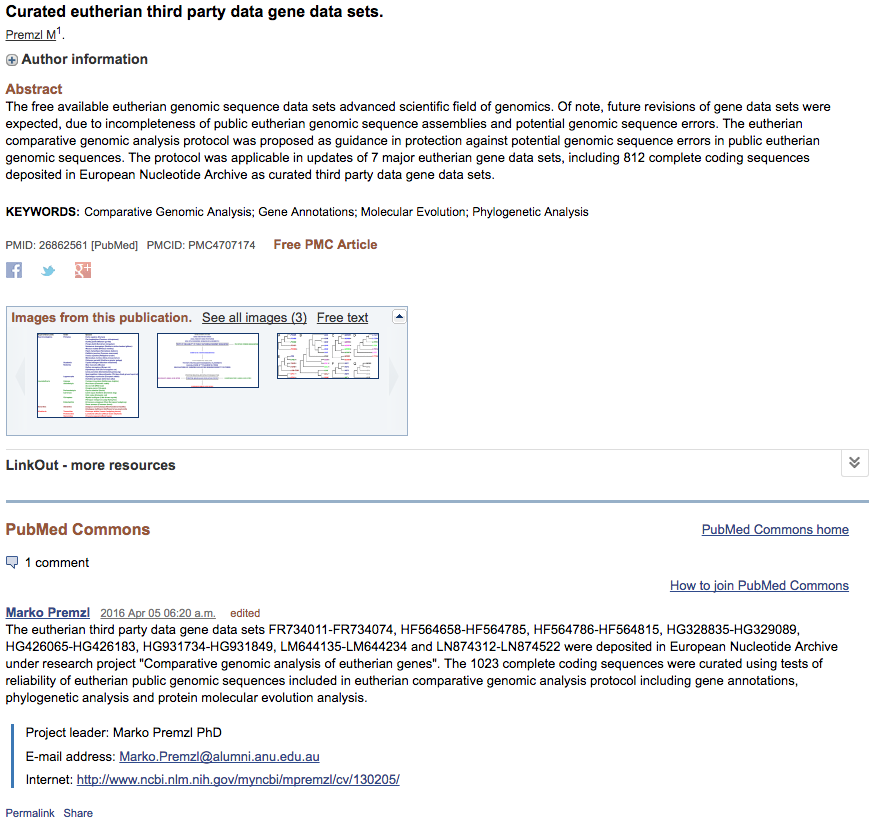 Curated eutherian third party data gene data sets.
Premzl M1.
Author information
Abstract
The free available eutherian genomic sequence data sets advanced scientific field of genomics. Of note, future revisions of gene data sets were
expected, due to incompleteness of public eutherian genomic sequence assemblies and potential genomic sequence errors. The eutherian
comparative genomic analysis protocol was proposed as guidance in protection against potential genomic sequence errors in public eutherian
genomic sequences. The protocol was applicable in updates of 7 major eutherian gene data sets, including 812 complete coding sequences
deposited in European Nucleotide Archive as curated third party data gene data sets.
KEYWORDS: Comparative Genomic Analysis; Gene Annotations; Molecular Evolution; Phylogenetic Analysis
PMID: 26862561 [PubMed] PMCID: PMC4707174 Free PMC Article
Images from this publication. See all images (3) Free text
LinkOut - more resources
PubMed Commons
PubMed Commons home
1 comment
How to join PubMed Commons
Marko Premzl 2016 Apr 05 06:20 a.m. edited
The eutherian third party data gene data sets FR734011-FR734074, HF564658-HF564785, HF564786-HF564815, HG328835-HG329089,
HG426065-HG426183, HG931734-HG931849, LM644135-LM644234 and LN874312-LN874522 were deposited in European Nucleotide Archive
under research project "Comparative genomic analysis of eutherian genes". The 1023 complete coding sequences were curated using tests of
reliability of eutherian public genomic sequences included in eutherian comparative genomic analysis protocol including gene annotations,
phylogenetic analysis and protein molecular evolution analysis.
Project leader: Marko Premzl PhD
E-mail address: Marko.Premzl@alumni.anu.edu.au
Internet: http://www.ncbi.nlm.nih.gov/myncbi/mpremzl/cv/130205/
Permalink Share